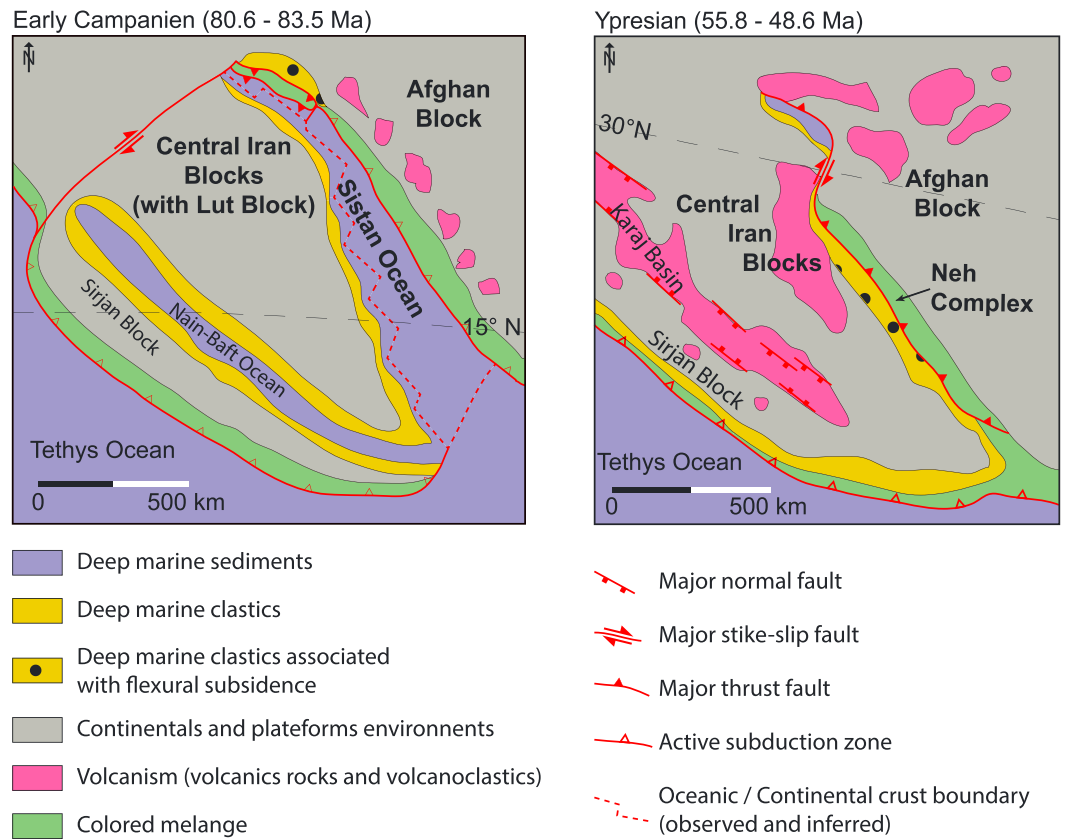 Early Campanien (80.6 - 83.5 Ma)
N
Afghan
Block
Central Iran
Blocks
(with Lut Block)
Sistan Ocean
Sirjan Block
Nain-Baft Ocean
15° N
Tethys Ocean
0 500 km
Ypresian (55.8 - 48.6 Ma)
N
30°N
Afghan
Block
Central
Iran
Blocks
Karaj Basin
Neh
Complex
Sirjan Block
Tethys Ocean
0 500 km
Deep marine sediments
Deep marine clastics
Deep marine clastics associated
with flexural subsidence
Continentals and plateforms environnents
Volcanism (volcanics rocks and volcanoclastics)
Colored melange
Major normal fault
Major stike-slip fault
Major thrust fault
Active subduction zone
Oceanic / Continental crust boundary
(observed and inferred)